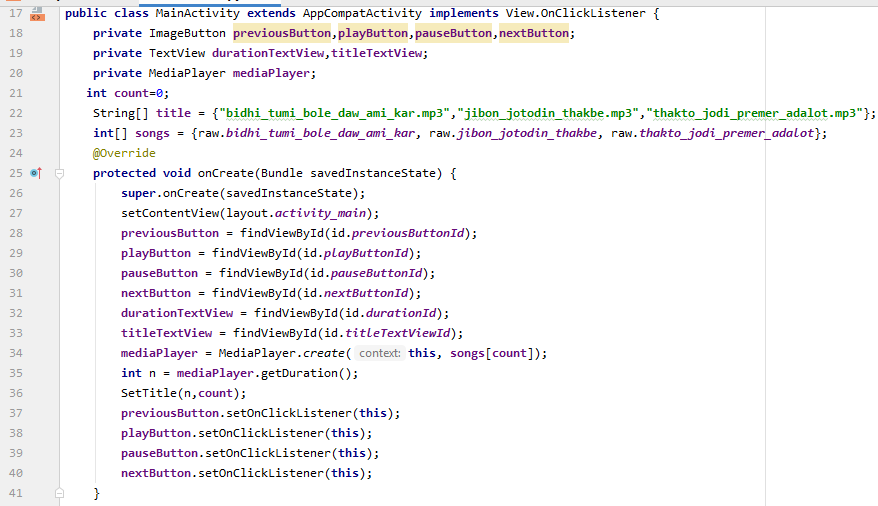 17 public class MainActivity extends AppCompatActivity implements View.OnClickListener {
18 private ImageButton previousButton,playButton,pauseButton,nextButton;
19 private TextView durationTextView,titleTextView;
20 private MediaPlayer mediaPlayer;
21 int count=0;
22 String[] title = {"bidhi_tumi_bole_daw_ami_kar.mp3","jibon_jotodin_thakbe.mp3","thakto_jodi_premer_adalot.mp3"};
23 int[] songs = {raw.bidhi_tumi_bole_daw_ami_kar, raw.jibon_jotodin_thakbe, raw.thakto_jodi_premer_adalot};
24 @Override
25 protected void onCreate(Bundle savedInstanceState) {
26 super.onCreate(savedInstanceState);
27 setContentView(layout.activity_main);
28 previousButton = findViewById(id.previousButtonId);
29 playButton = findViewById(id.playButtonId);
30 pauseButton = findViewById(id.pauseButtonId);
31 nextButton = findViewById(id.nextButtonId);
32 durationTextView = findViewById(id.durationId);
33 titleTextView = findViewById(id.titleTextViewId);
34 mediaPlayer = MediaPlayer.create( context: this, songs[count]);
35 int n = mediaPlayer.getDuration();
36 SetTitle(n,count);
37 previousButton.setOnClickListener(this);
38 playButton.setOnClickListener(this);
39 pauseButton.setOnClickListener(this);
40 nextButton.setOnClickListener(this);
41 }